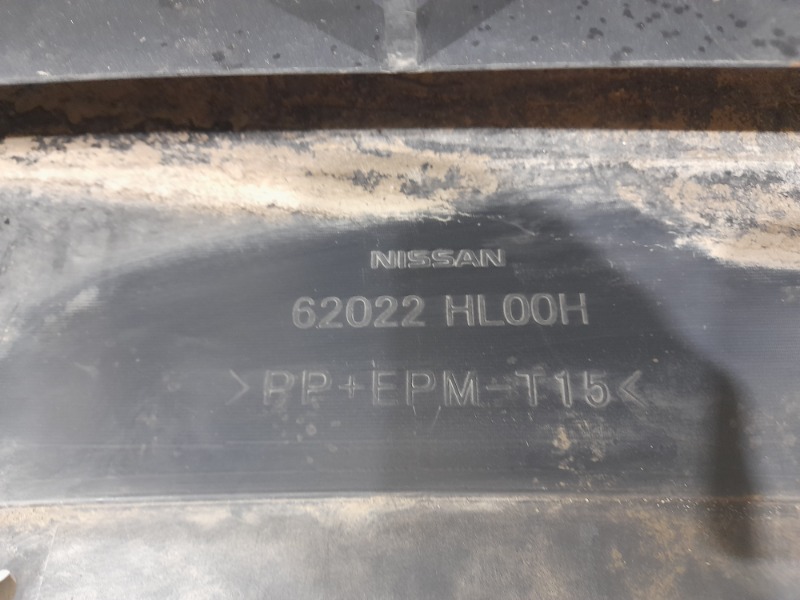 NISSAN
62022 HL00H
>PP+EPM-T15<